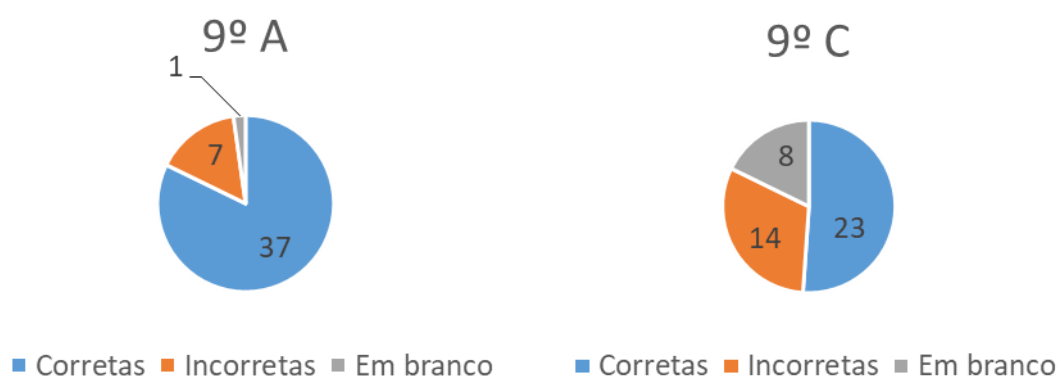 9º A
1
7
37
Corretas Incorretas Em branco
9º C
8
14
23
Corretas Incorretas Em branco